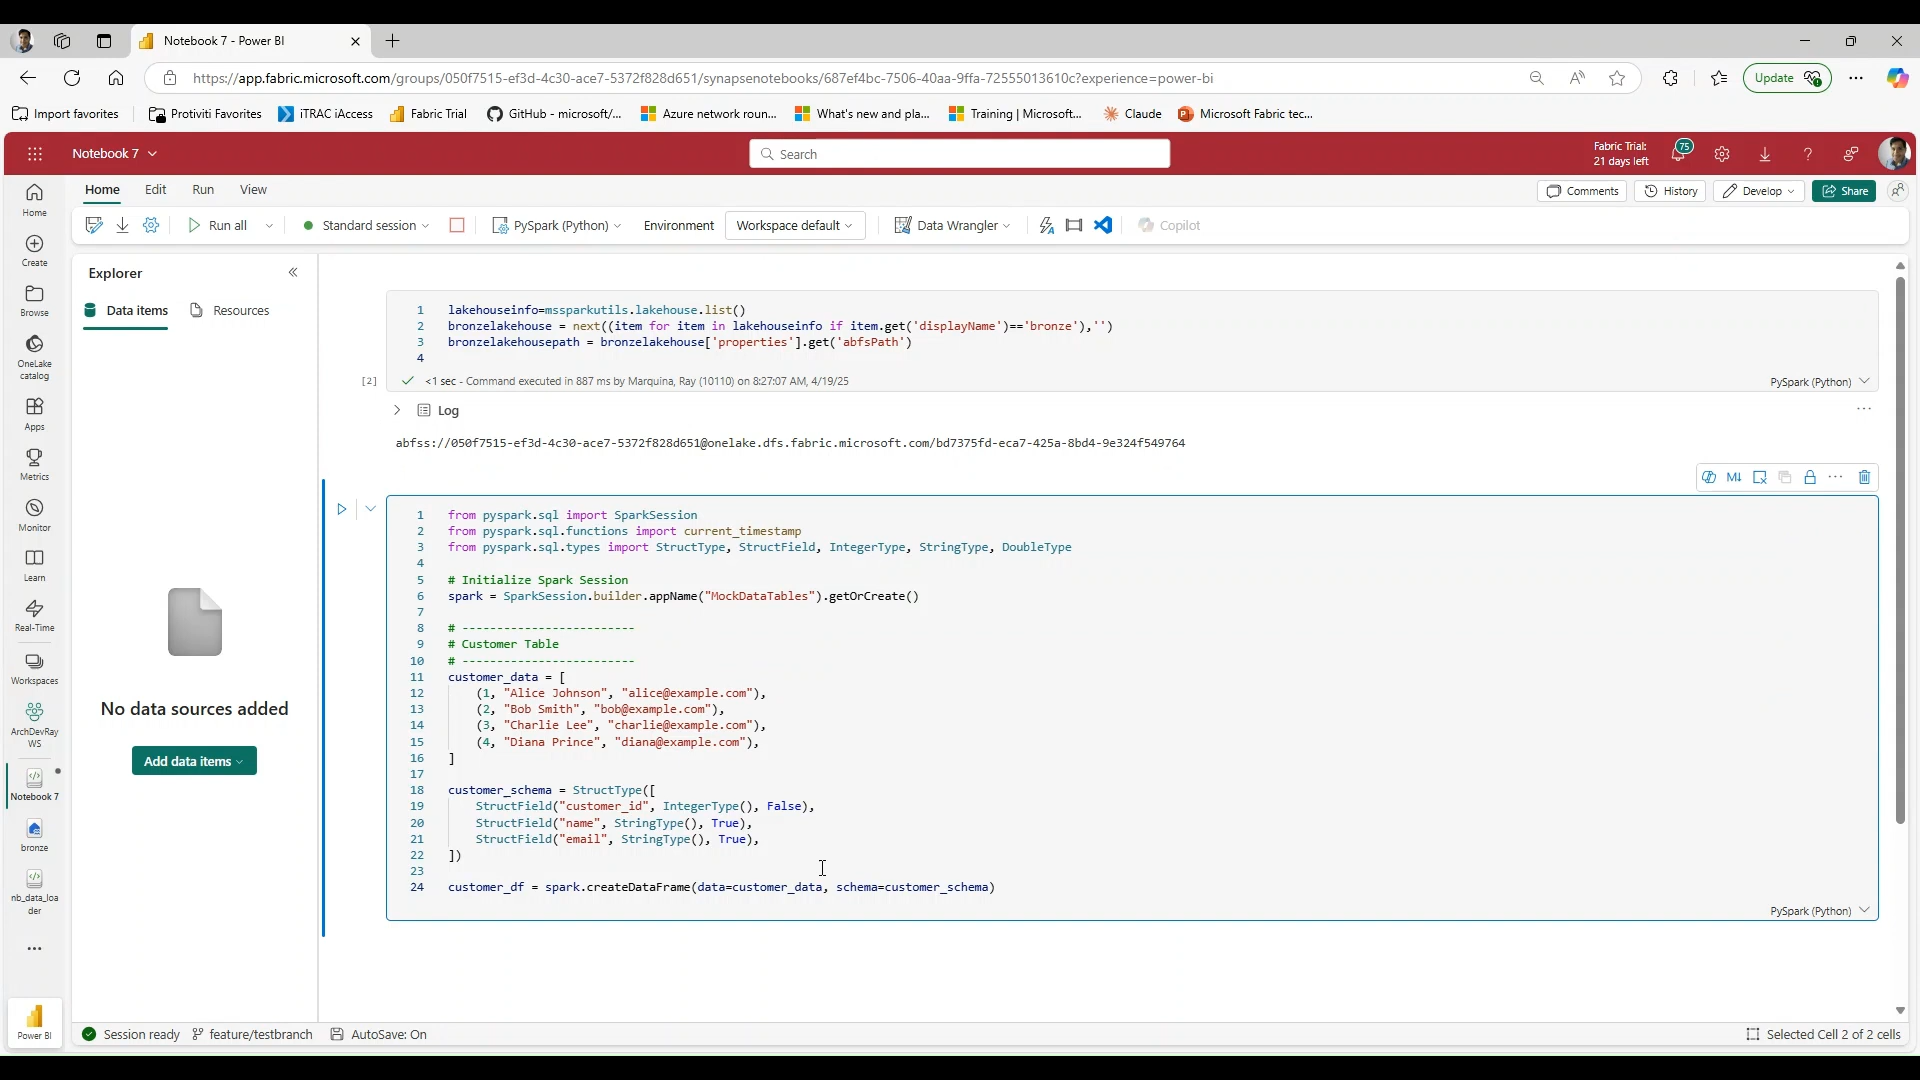 Notebook 7 - Power BI
https://app.fabric.microsoft.com/groups/050f7515-ef3d-4c30-ace7-5372f828d651/synapsenotebooks/687ef4bc-7506-40aa-9ffa-72555013610c?experience=power-bi
Update
Import favorites
Protiviti Favorites
iTRAC iAccess
Fabric Trial
GitHub - microsoft/...
Azure network roun...
What's new and pla...
Training | Microsoft...
Claude
Microsoft Fabric tec...
Notebook 7
Search
Fabric Trial:
21 days left
75
Home
Edit
Run
View
Comments
History
Develop
Share
Run all
Standard session
PySpark (Python)
Environment
Workspace default
Data Wrangler
Copilot
Home
Create
Browse
OneLake
catalog
Apps
Metrics
Monitor
Learn
Real-Time
Workspaces
ArchDevRay
WS
Notebook 7
bronze
nb_data_loa
der
Power BI
Explorer
Data items
Resources
No data sources added
Add data items
1 lakehouseinfo=mssparkutils.lakehouse.list()
2 bronzelakehouse = next((item for item in lakehouseinfo if item.get('displayName')=='bronze'),'')
3 bronzelakehousepath = bronzelakehouse['properties'].get('abfsPath')
4
[2] <1 sec - Command executed in 887 ms by Marquina, Ray (10110) on 8:27:07 AM, 4/19/25
PySpark (Python)
Log
abfss://050f7515-ef3d-4c30-ace7-5372f828d651@onelake.dfs.fabric.microsoft.com/bd7375fd-eca7-425a-8bd4-9e324f549764
M↓
1 from pyspark.sql import SparkSession
2 from pyspark.sql.functions import current_timestamp
3 from pyspark.sql.types import StructType, StructField, IntegerType, StringType, DoubleType
4
5 # Initialize Spark Session
6 spark = SparkSession.builder.appName("MockDataTables").getOrCreate()
7
8 # -------------------------
9 # Customer Table
10 # -------------------------
11 customer_data = [
12 (1, "Alice Johnson", "alice@example.com"),
13 (2, "Bob Smith", "bob@example.com"),
14 (3, "Charlie Lee", "charlie@example.com"),
15 (4, "Diana Prince", "diana@example.com"),
16 ]
17
18 customer_schema = StructType([
19 StructField("customer_id", IntegerType(), False),
20 StructField("name", StringType(), True),
21 StructField("email", StringType(), True),
22 ])
23
24 customer_df = spark.createDataFrame(data=customer_data, schema=customer_schema)
PySpark (Python)
Session ready
feature/testbranch
AutoSave: On
Selected Cell 2 of 2 cells